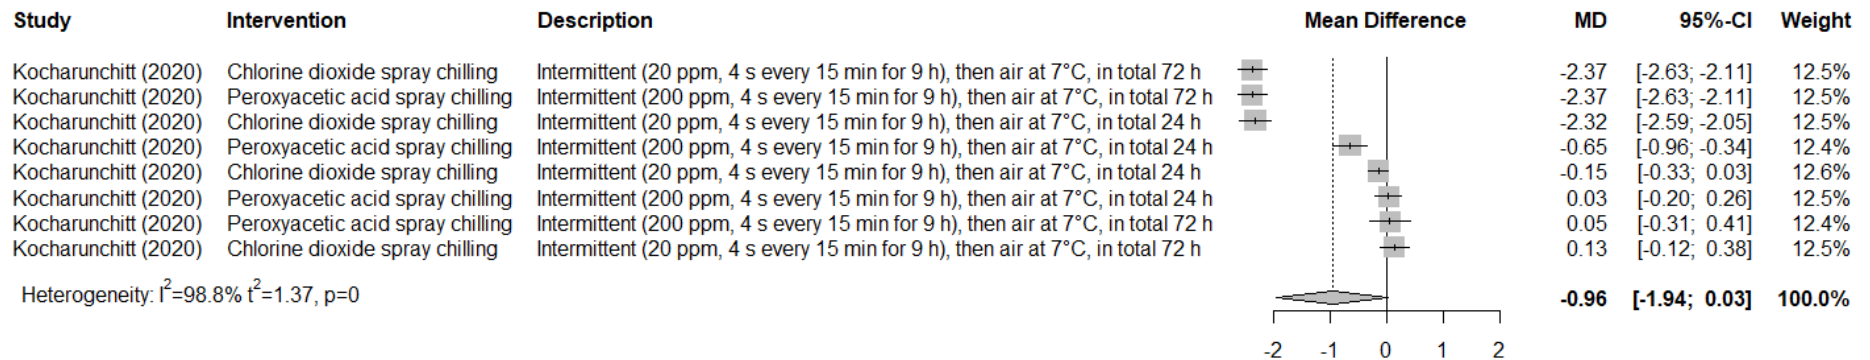 Study Intervention Description Mean Difference MD 95%-CI Weight
Kocharunchitt (2020) Chlorine dioxide spray chilling Intermittent (20 ppm, 4 s every 15 min for 9 h), then air at 7°C, in total 72 h -2.37 [-2.63; -2.11] 12.5%
Kocharunchitt (2020) Peroxyacetic acid spray chilling Intermittent (200 ppm, 4 s every 15 min for 9 h), then air at 7°C, in total 72 h -2.37 [-2.63; -2.11] 12.5%
Kocharunchitt (2020) Chlorine dioxide spray chilling Intermittent (20 ppm, 4 s every 15 min for 9 h), then air at 7°C, in total 24 h -2.32 [-2.59; -2.05] 12.5%
Kocharunchitt (2020) Peroxyacetic acid spray chilling Intermittent (200 ppm, 4 s every 15 min for 9 h), then air at 7°C, in total 24 h -0.65 [-0.96; -0.34] 12.4%
Kocharunchitt (2020) Chlorine dioxide spray chilling Intermittent (20 ppm, 4 s every 15 min for 9 h), then air at 7°C, in total 24 h -0.15 [-0.33; 0.03] 12.6%
Kocharunchitt (2020) Peroxyacetic acid spray chilling Intermittent (200 ppm, 4 s every 15 min for 9 h), then air at 7°C, in total 24 h 0.03 [-0.20; 0.26] 12.5%
Kocharunchitt (2020) Peroxyacetic acid spray chilling Intermittent (200 ppm, 4 s every 15 min for 9 h), then air at 7°C, in total 72 h 0.05 [-0.31; 0.41] 12.4%
Kocharunchitt (2020) Chlorine dioxide spray chilling Intermittent (20 ppm, 4 s every 15 min for 9 h), then air at 7°C, in total 72 h 0.13 [-0.12; 0.38] 12.5%
Heterogeneity: I²=98.8% t²=1.37, p=0 -0.96 [-1.94; 0.03] 100.0%
-2 -1 0 1 2